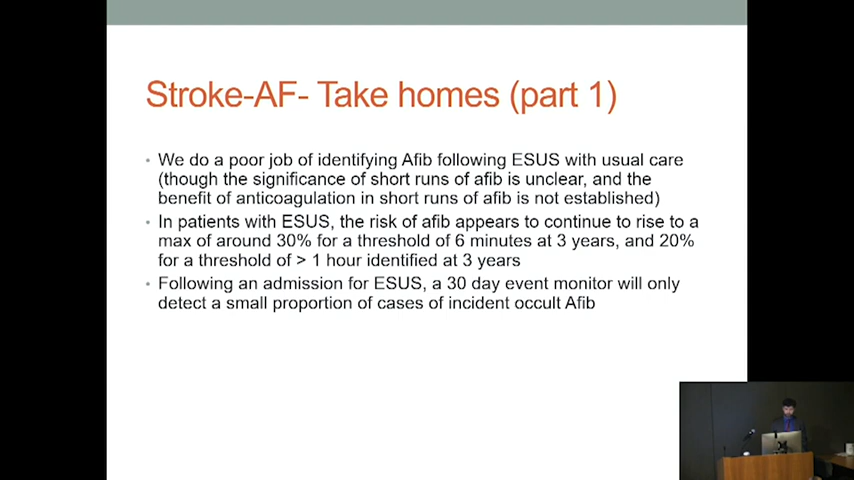 Stroke-AF- Take homes (part 1)
• We do a poor job of identifying Afib following ESUS with usual care
(though the significance of short runs of afib is unclear, and the
benefit of anticoagulation in short runs of afib is not established)
• In patients with ESUS, the risk of afib appears to continue to rise to a
max of around 30% for a threshold of 6 minutes at 3 years, and 20%
for a threshold of > 1 hour identified at 3 years
• Following an admission for ESUS, a 30 day event monitor will only
detect a small proportion of cases of incident occult Afib